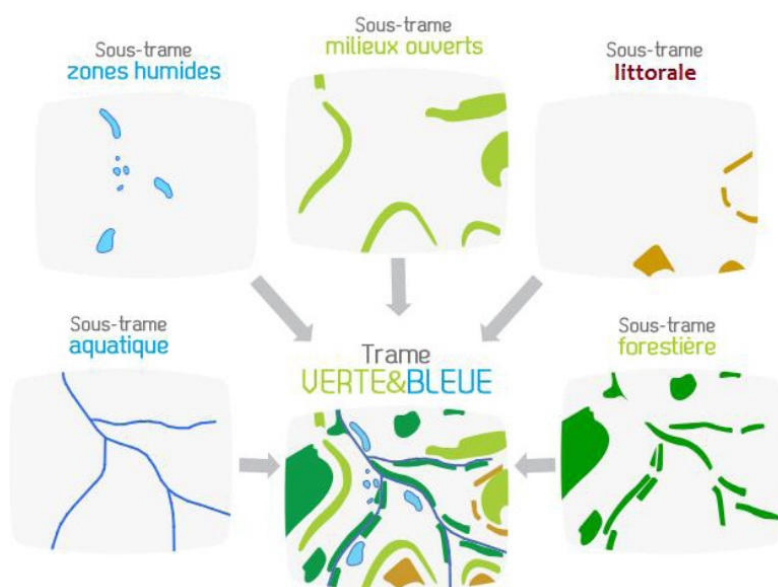 Sous-trame
zones humides
Sous-trame
milieux ouverts
Sous-trame
littorale
Sous-trame
aquatique
Trame
VERTE&BLEUE
Sous-trame
forestière